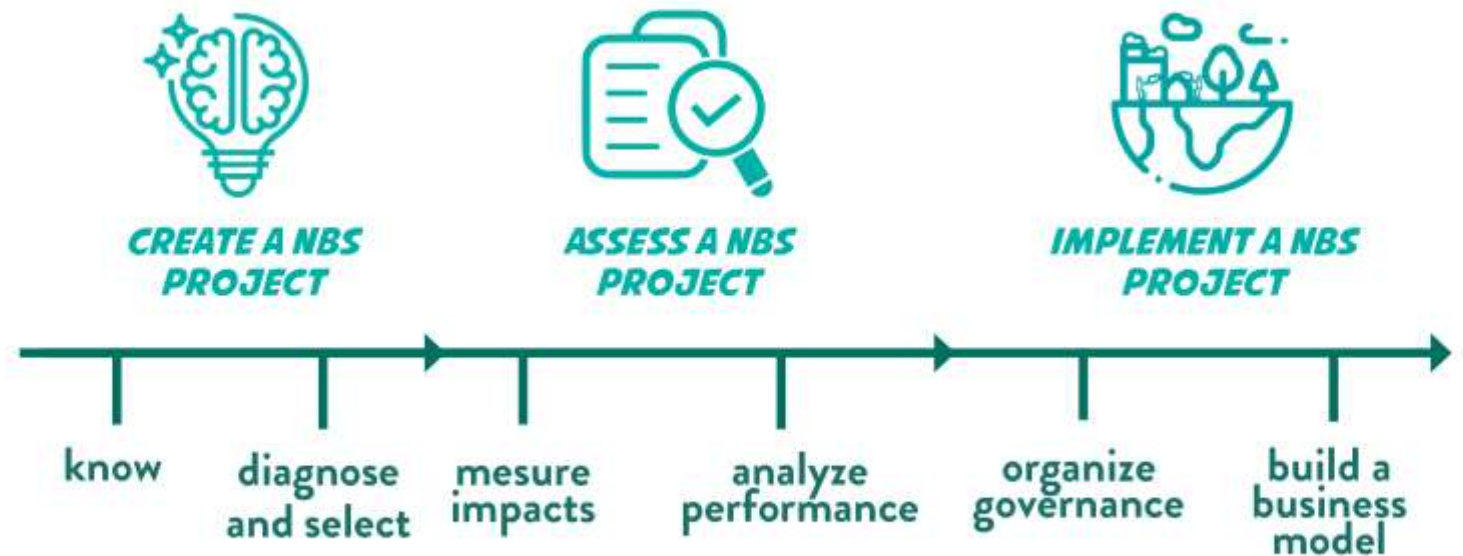 CREATE A NBS
PROJECT
ASSESS A NBS
PROJECT
IMPLEMENT A NBS
PROJECT
know
diagnose
and select
mesure
impacts
analyze
performance
organize
governance
build a
business
model